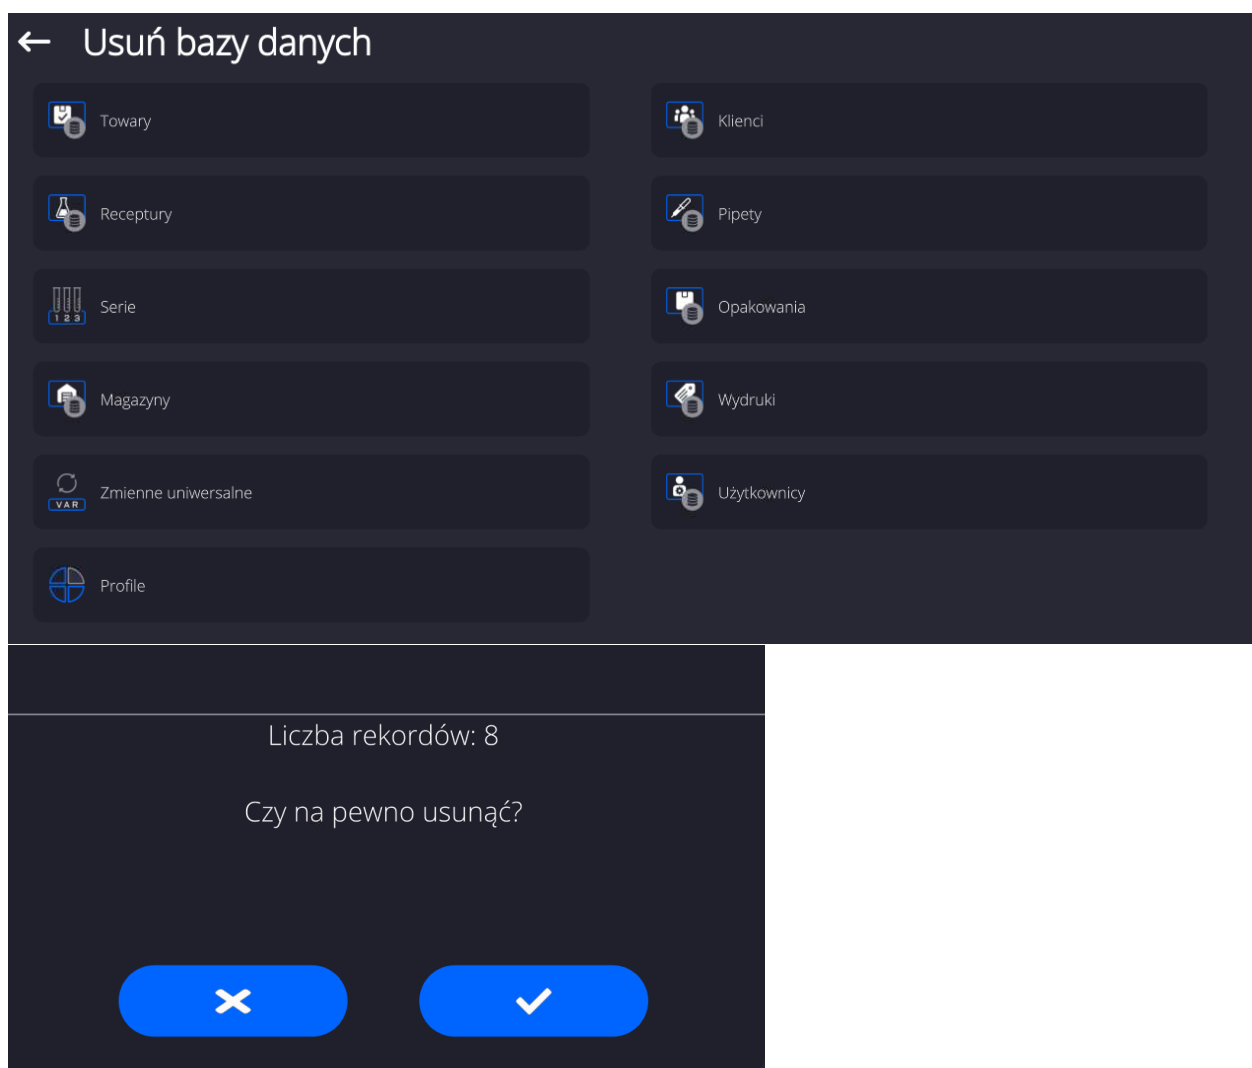 Usuń bazy danych
Towary
Klienci
Receptury
Pipety
1 2 3
Serie
Opakowania
Magazyny
Wydruki
VAR
Zmienne uniwersalne
Użytkownicy
Profile
Liczba rekordów: 8
Czy na pewno usunąć?